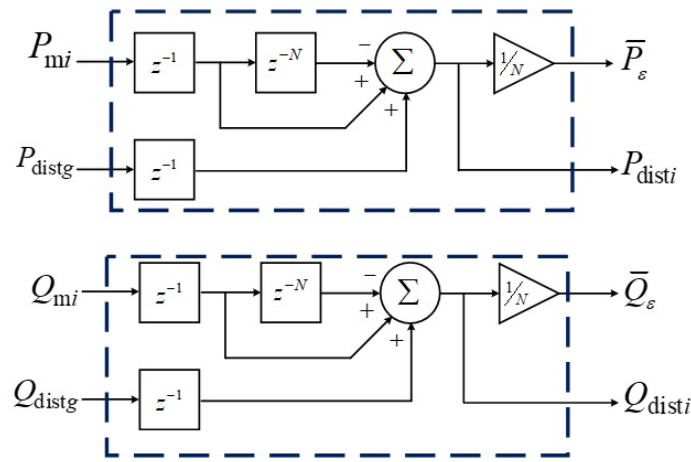 P_mi z^-1 z^-N − Σ 1/N P̅_ε
+
+
P_distg z^-1 P_disti
Q_mi z^-1 z^-N − Σ 1/N Q̅_ε
+
+
Q_distg z^-1 Q_disti